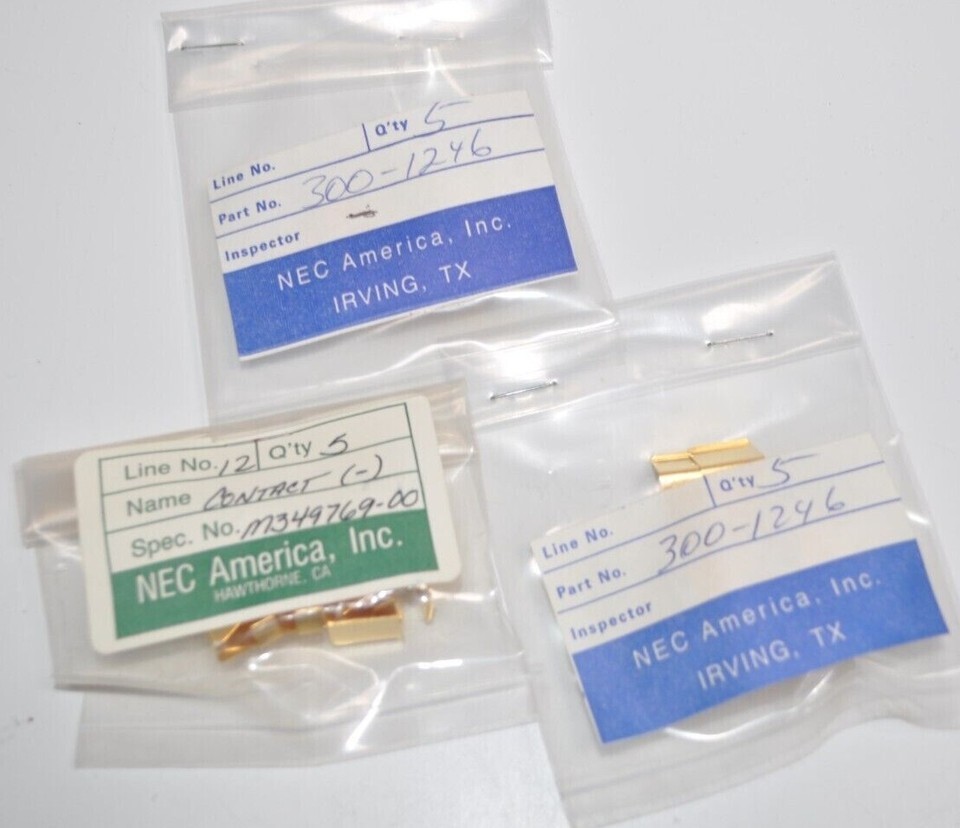 Q'ty 5
Line No.
Part No. 300-1246
Inspector
NEC America, Inc.
IRVING, TX
Line No. 12 Q'ty 5
Name CONTACT (-)
Spec. No. M349769-00
NEC America, Inc.
HAWTHORNE, CA
Q'ty 5
Line No.
Part No. 300-1246
Inspector
NEC America, Inc.
IRVING, TX